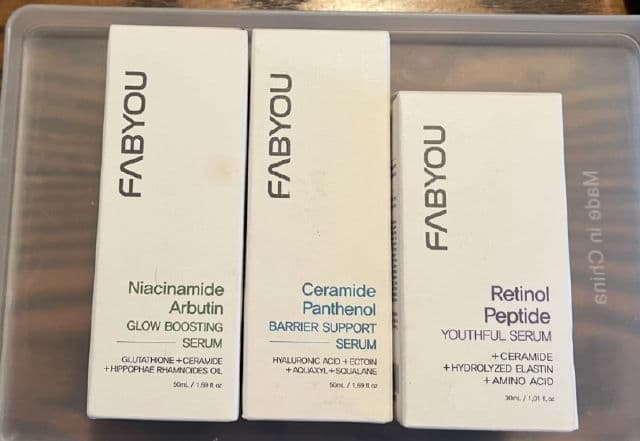 FABYOU
Niacinamide
Arbutin
GLOW BOOSTING
SERUM
GLUTATHIONE + CERAMIDE
+ HIPPOPHAE RHAMNOIDES OIL
50mL / 1,69 fl oz
FABYOU
Ceramide
Panthenol
BARRIER SUPPORT
SERUM
HYALURONIC ACID + ECTOIN
+ AQUAXYL + SQUALANE
50mL / 1,69 fl oz
FABYOU
Retinol
Peptide
YOUTHFUL SERUM
+ CERAMIDE
+ HYDROLYZED ELASTIN
+ AMINO ACID
30mL / 1,01 fl. oz
Made in China